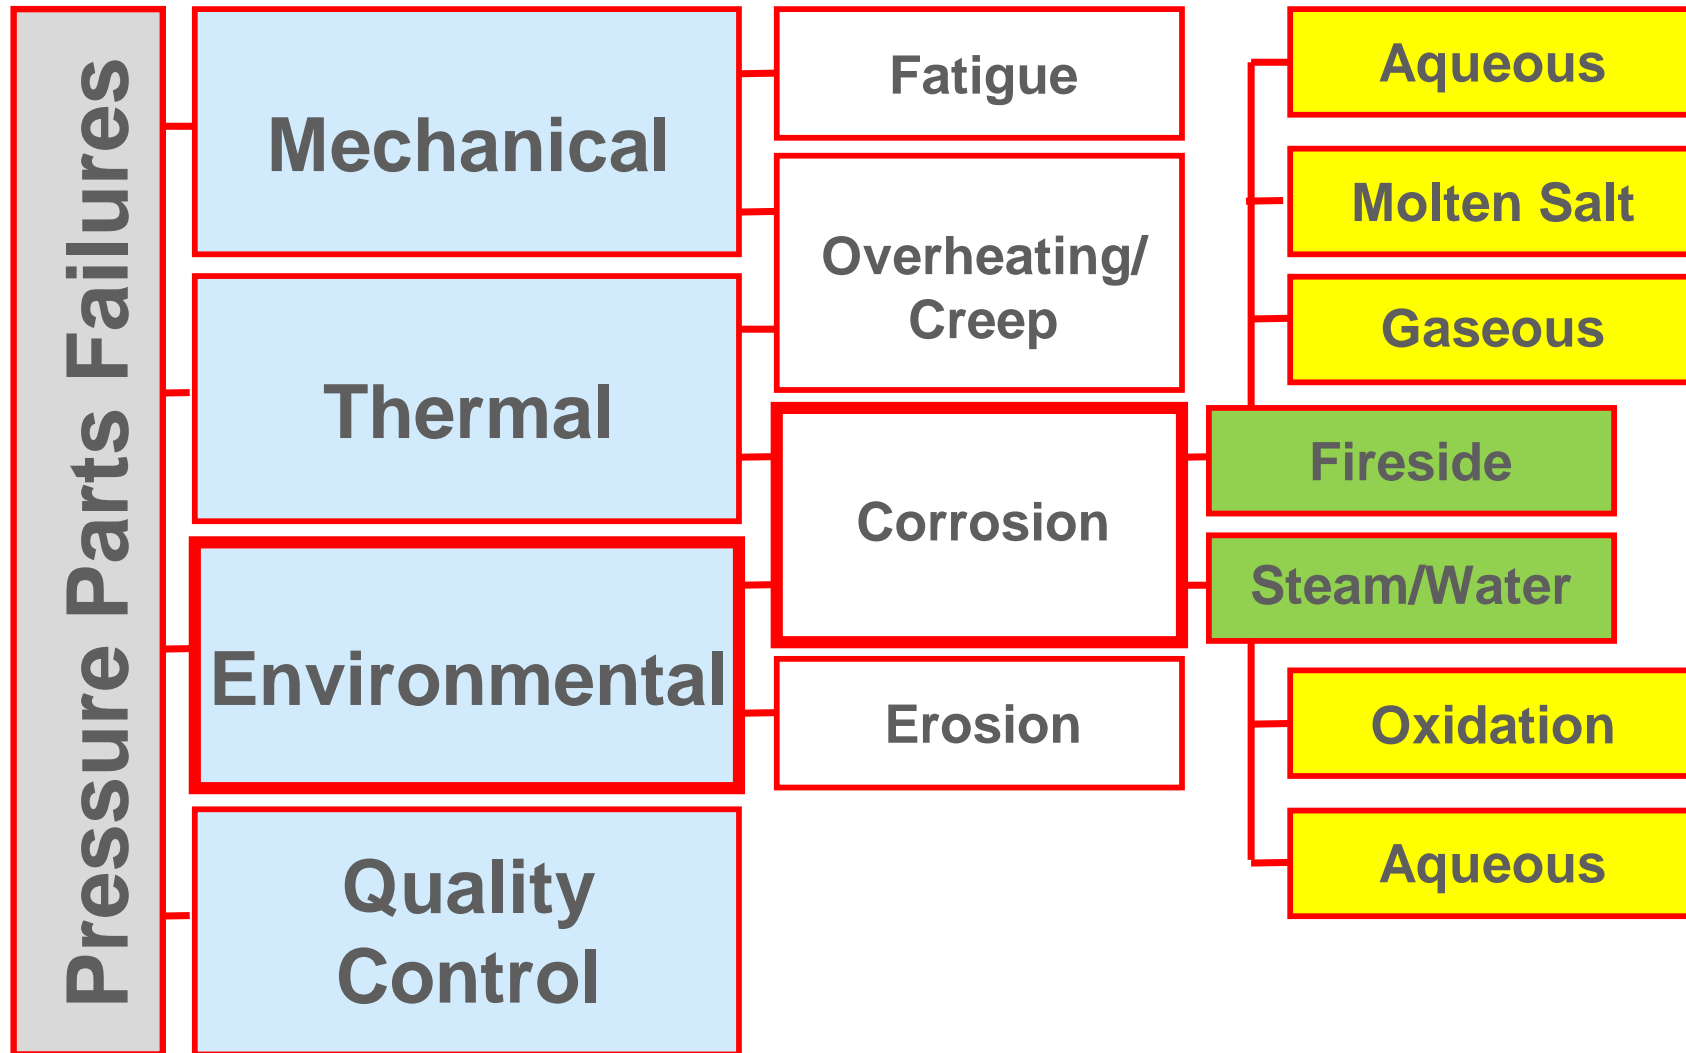 Pressure Parts Failures
Mechanical
Thermal
Environmental
Quality
Control
Fatigue
Overheating/
Creep
Corrosion
Erosion
Aqueous
Molten Salt
Gaseous
Fireside
Steam/Water
Oxidation
Aqueous